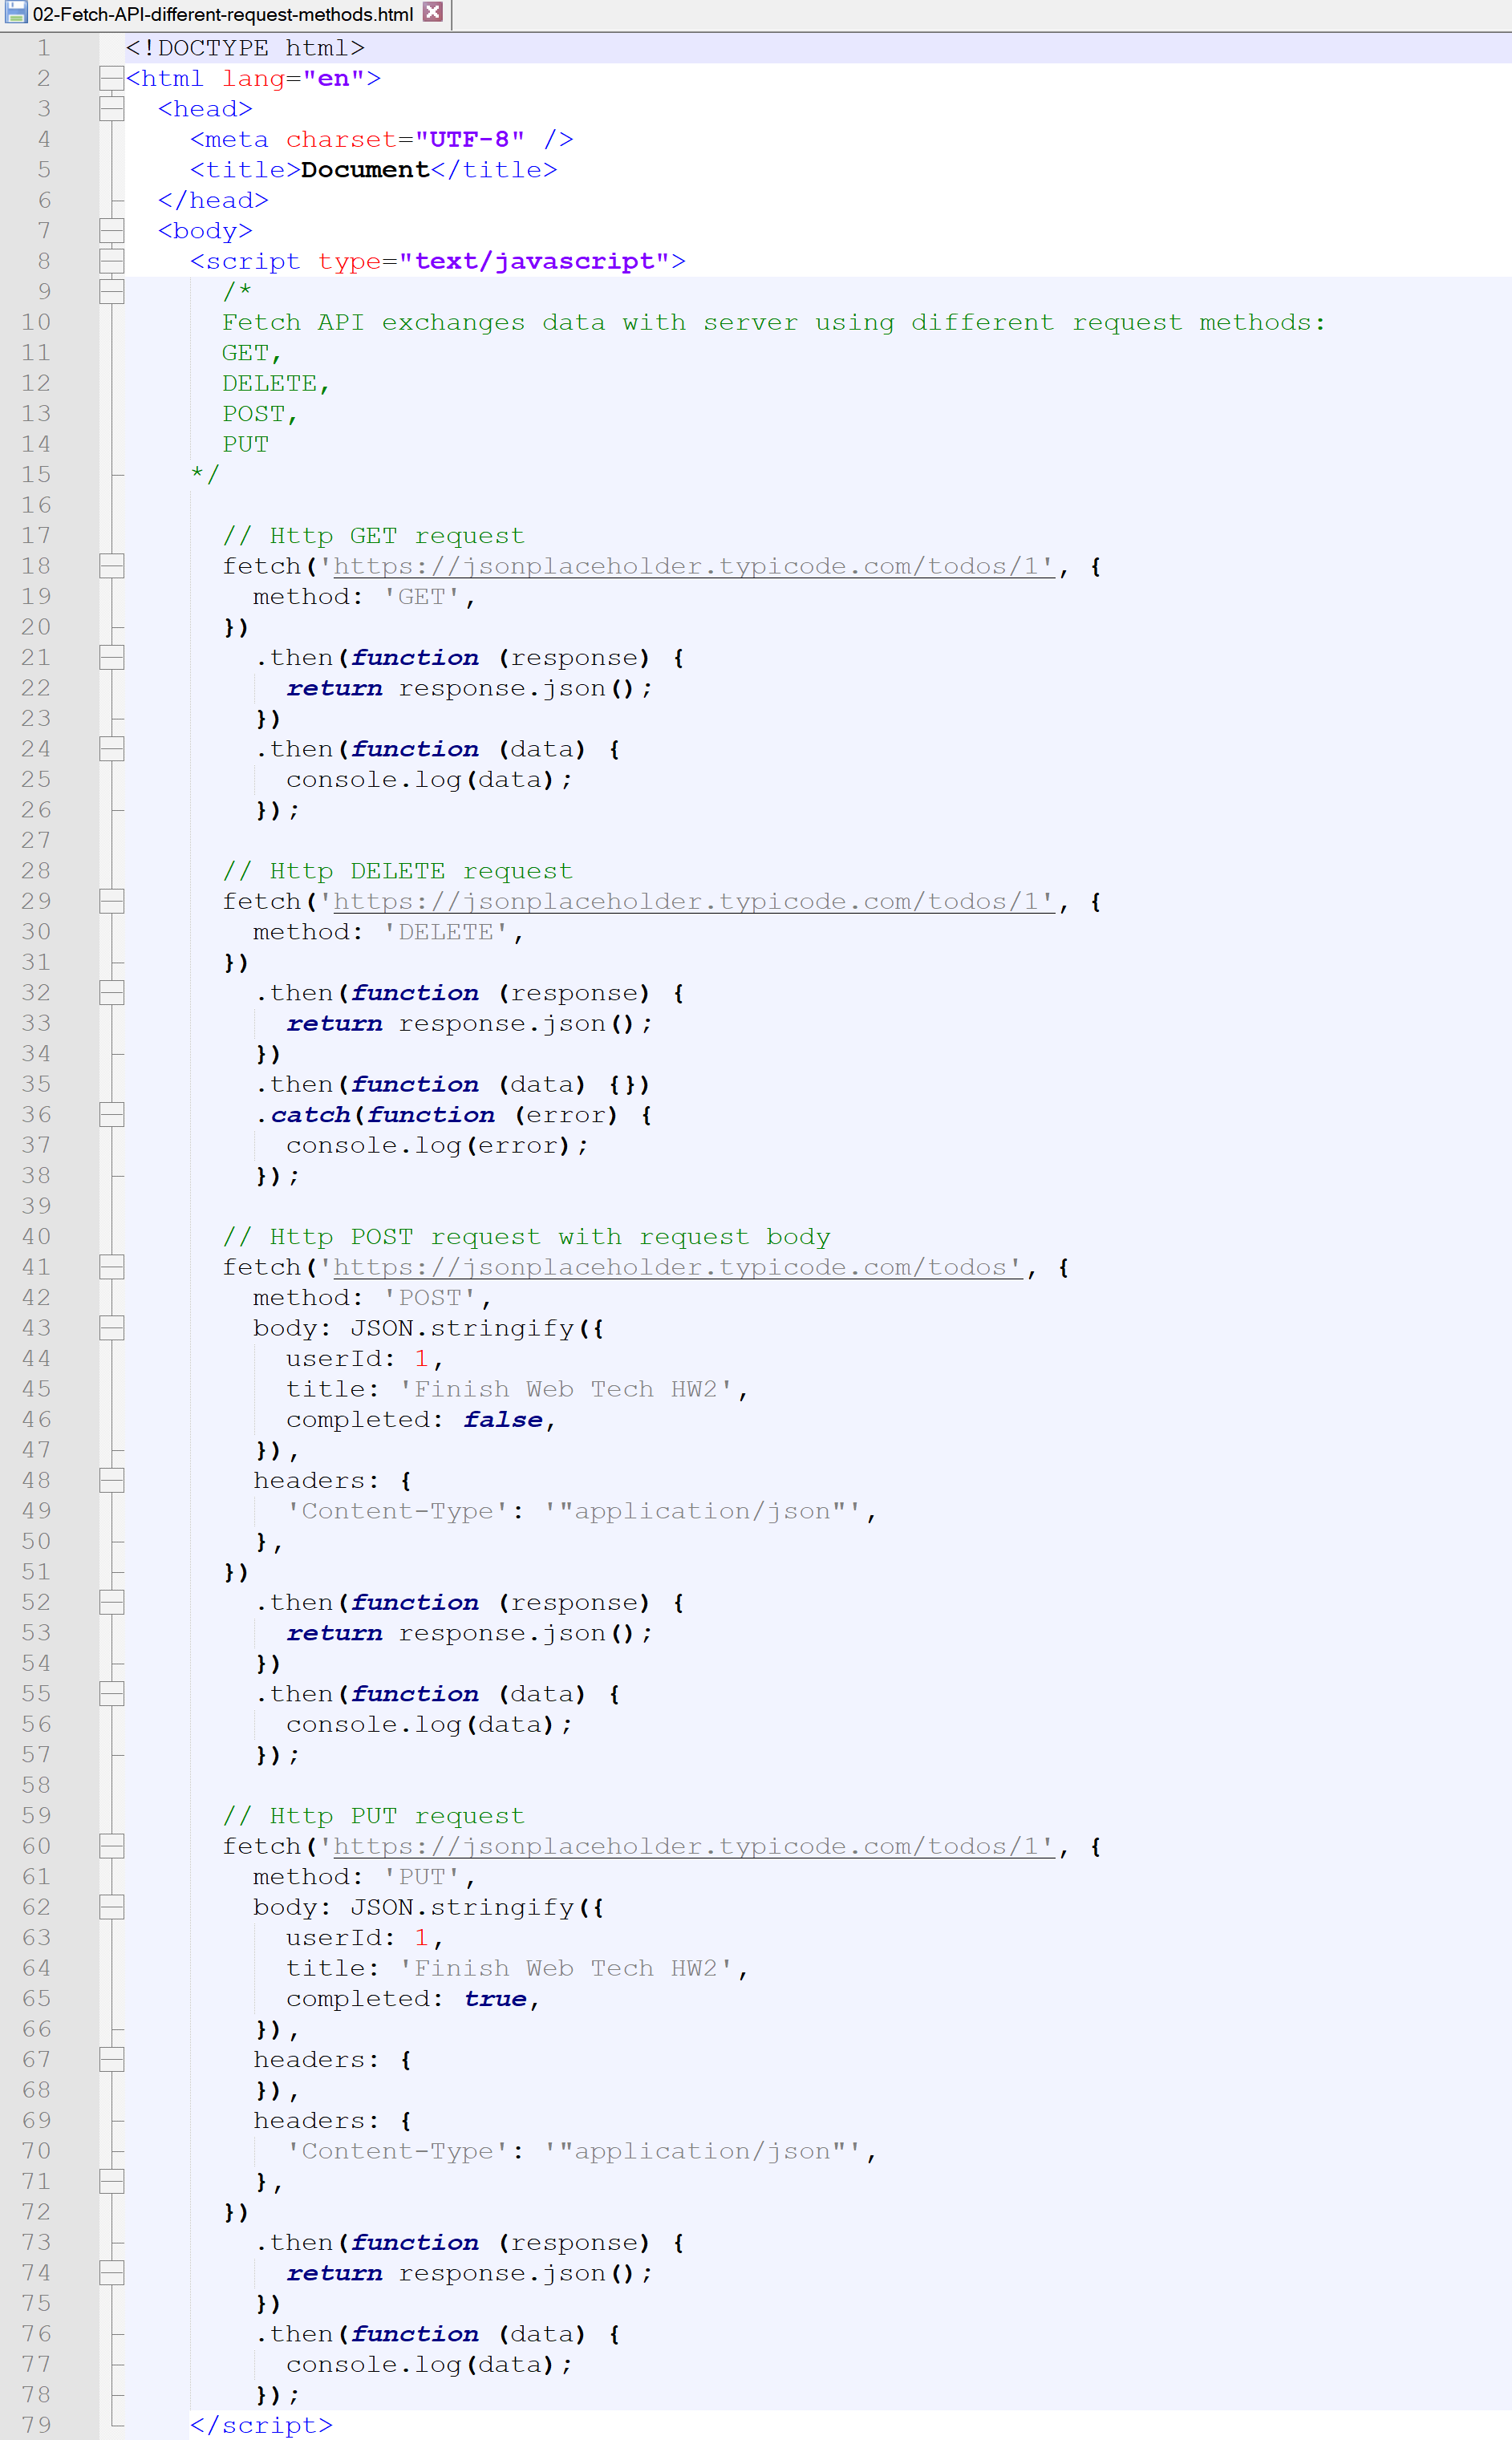 02-Fetch-API-different-request-methods.html
1 <!DOCTYPE html>
2 <html lang="en">
3   <head>
4     <meta charset="UTF-8" />
5     <title>Document</title>
6   </head>
7   <body>
8     <script type="text/javascript">
9       /*
10       Fetch API exchanges data with server using different request methods:
11       GET,
12       DELETE,
13       POST,
14       PUT
15     */
16
17       // Http GET request
18       fetch('https://jsonplaceholder.typicode.com/todos/1', {
19         method: 'GET',
20       })
21         .then(function (response) {
22           return response.json();
23         })
24         .then(function (data) {
25           console.log(data);
26         });
27
28       // Http DELETE request
29       fetch('https://jsonplaceholder.typicode.com/todos/1', {
30         method: 'DELETE',
31       })
32         .then(function (response) {
33           return response.json();
34         })
35         .then(function (data) {})
36         .catch(function (error) {
37           console.log(error);
38         });
39
40       // Http POST request with request body
41       fetch('https://jsonplaceholder.typicode.com/todos', {
42         method: 'POST',
43         body: JSON.stringify({
44           userId: 1,
45           title: 'Finish Web Tech HW2',
46           completed: false,
47         }),
48         headers: {
49           'Content-Type': '"application/json"',
50         },
51       })
52         .then(function (response) {
53           return response.json();
54         })
55         .then(function (data) {
56           console.log(data);
57         });
58
59       // Http PUT request
60       fetch('https://jsonplaceholder.typicode.com/todos/1', {
61         method: 'PUT',
62         body: JSON.stringify({
63           userId: 1,
64           title: 'Finish Web Tech HW2',
65           completed: true,
66         }),
67         headers: {
68         }),
69         headers: {
70           'Content-Type': '"application/json"',
71         },
72       })
73         .then(function (response) {
74           return response.json();
75         })
76         .then(function (data) {
77           console.log(data);
78         });
79     </script>